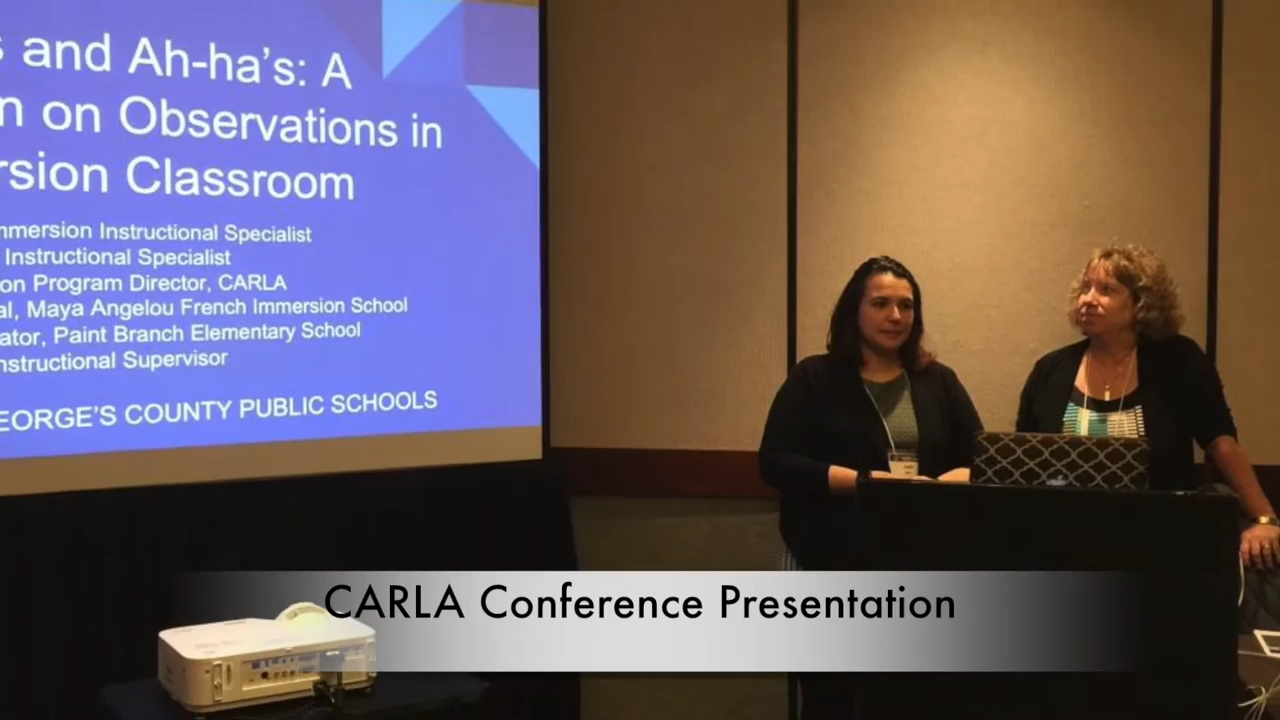 s and Ah-ha's: A
n on Observations in
rsion Classroom
mmersion Instructional Specialist
Instructional Specialist
on Program Director, CARLA
al, Maya Angelou French Immersion School
ator, Paint Branch Elementary School
nstructional Supervisor
EORGE'S COUNTY PUBLIC SCHOOLS
CARLA Conference Presentation